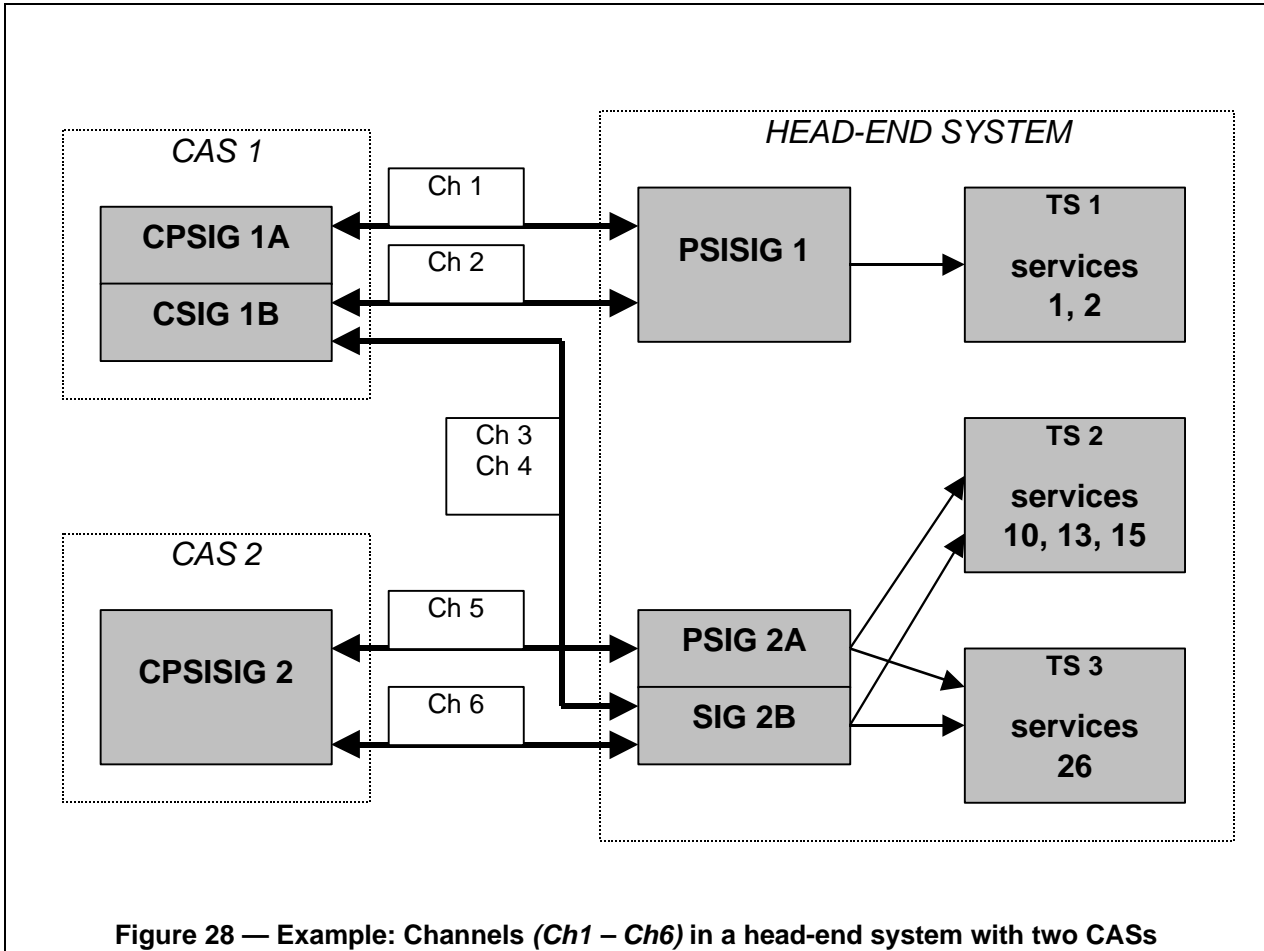 HEAD-END SYSTEM
CAS 1
CPSIG 1A
CSIG 1B
Ch 1
Ch 2
PSISIG 1
TS 1
services
1, 2
Ch 3
Ch 4
TS 2
services
10, 13, 15
CAS 2
CPSISIG 2
Ch 5
Ch 6
PSIG 2A
SIG 2B
TS 3
services
26
Figure 28 — Example: Channels (Ch1 – Ch6) in a head-end system with two CASs